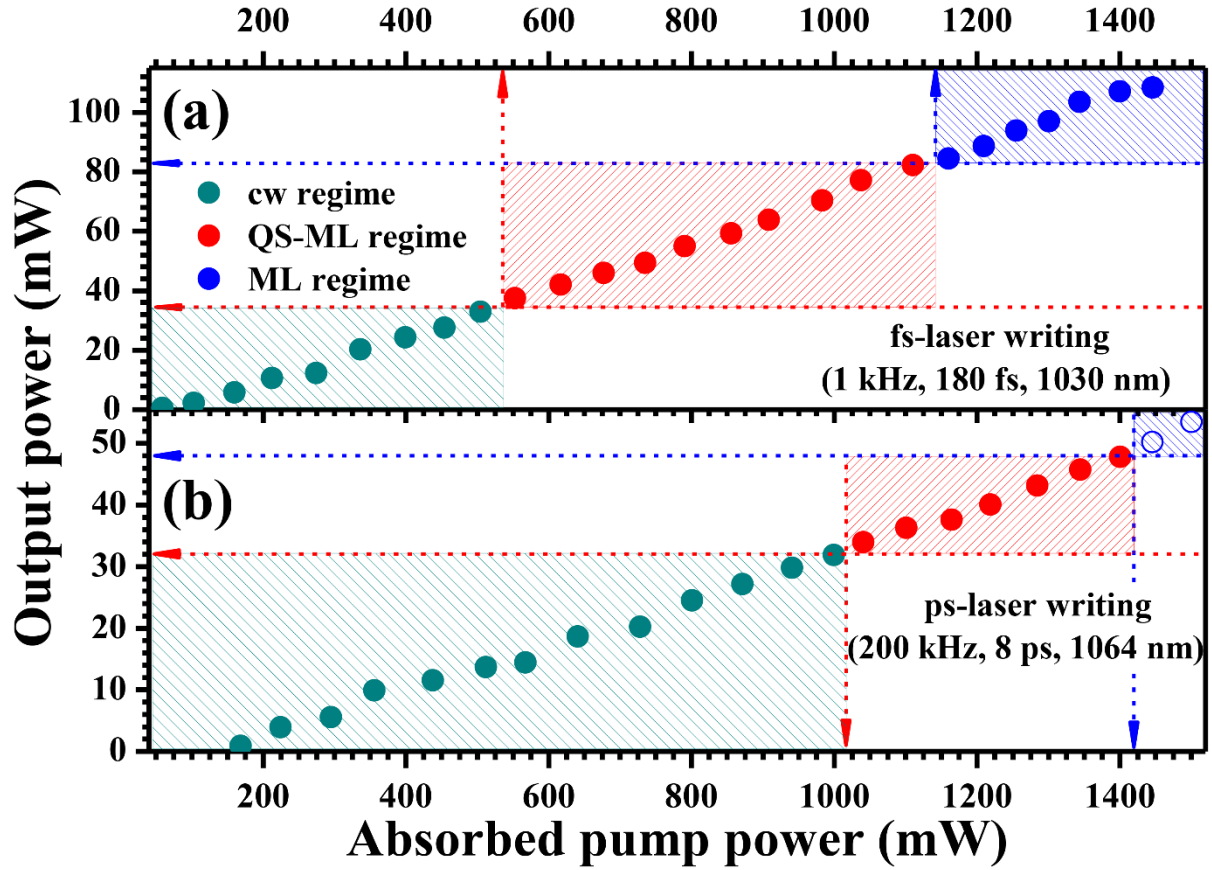 200 400 600 800 1000 1200 1400
(a)
100
80
60
40
20
0
cw regime
QS-ML regime
ML regime
fs-laser writing
(1 kHz, 180 fs, 1030 nm)
Output power (mW)
(b)
50
40
30
20
10
0
ps-laser writing
(200 kHz, 8 ps, 1064 nm)
200 400 600 800 1000 1200 1400
Absorbed pump power (mW)